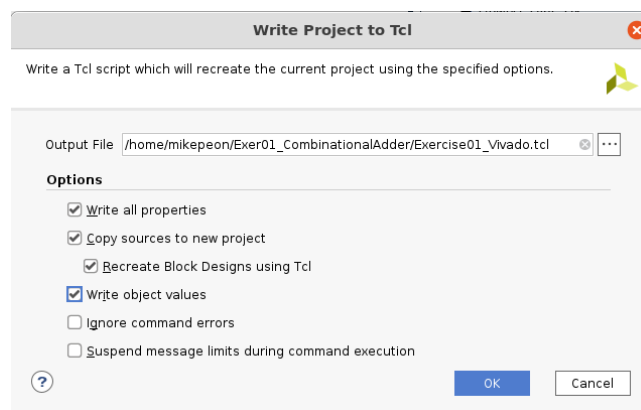 Write Project to Tcl
Write a Tcl script which will recreate the current project using the specified options.
Output File /home/mikepeon/Exer01_CombinationalAdder/Exercise01_Vivado.tcl ...
Options
Write all properties
Copy sources to new project
Recreate Block Designs using Tcl
Write object values
Ignore command errors
Suspend message limits during command execution
? OK Cancel